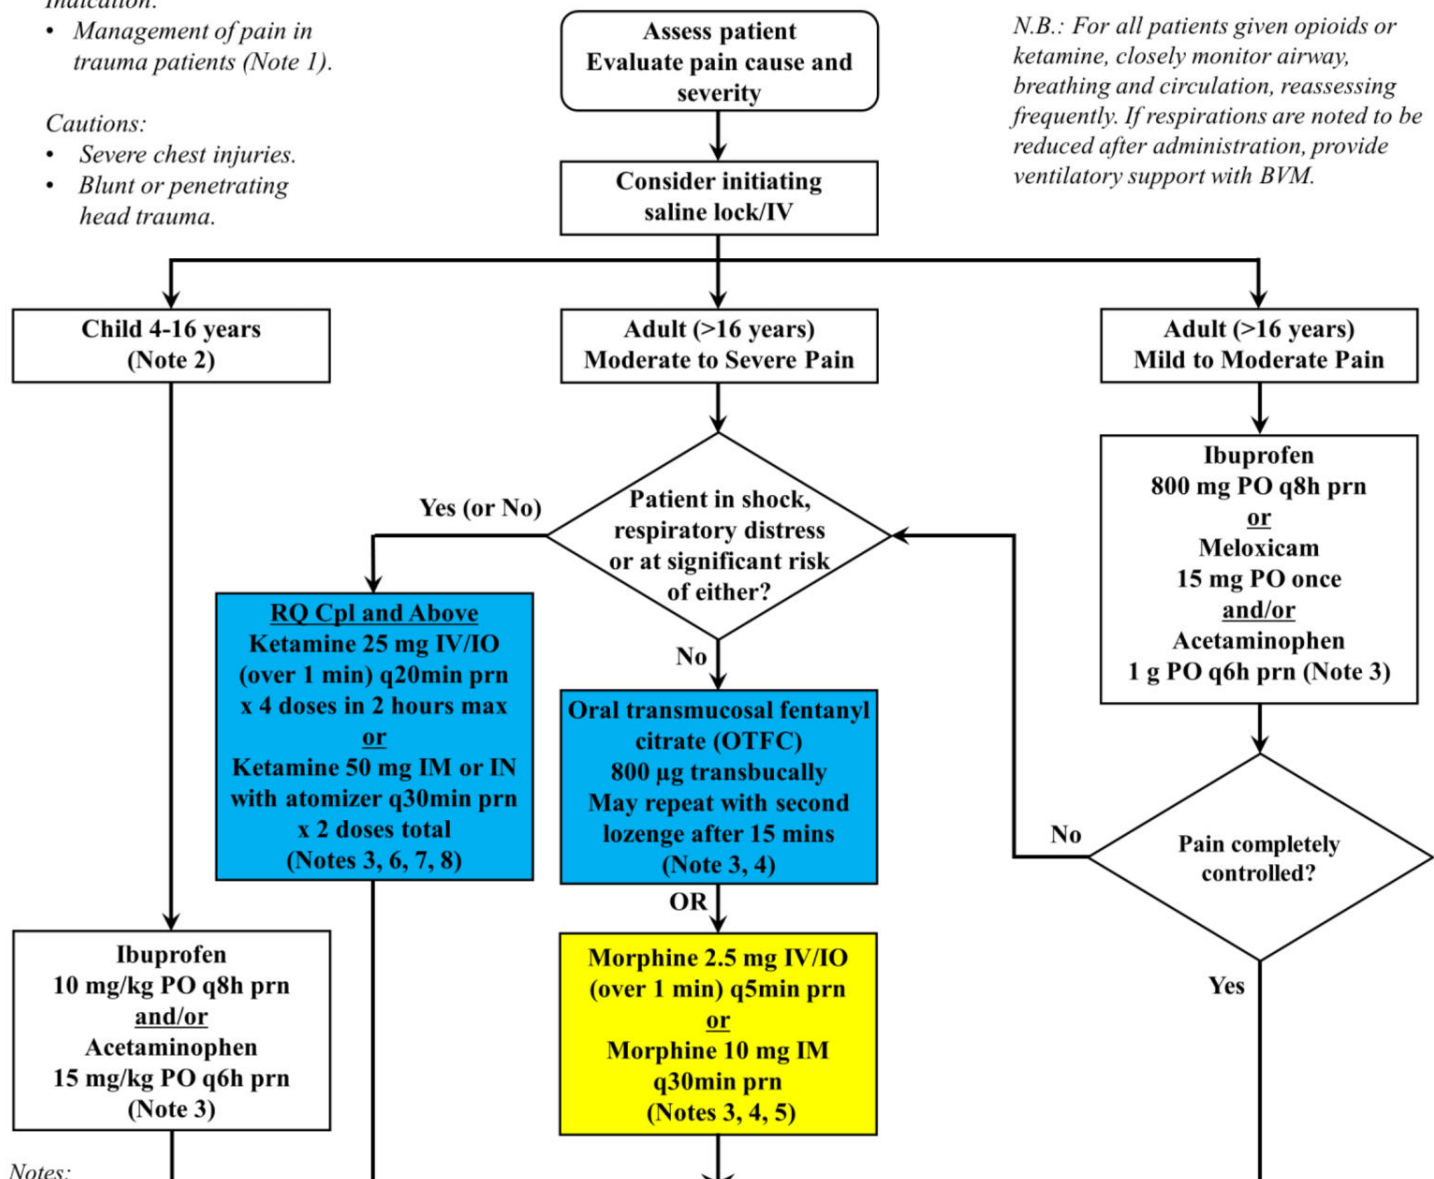 Indication:
• Management of pain in
trauma patients (Note 1).
Cautions:
• Severe chest injuries.
• Blunt or penetrating
head trauma.
Assess patient
Evaluate pain cause and
severity
N.B.: For all patients given opioids or
ketamine, closely monitor airway,
breathing and circulation, reassessing
frequently. If respirations are noted to be
reduced after administration, provide
ventilatory support with BVM.
Consider initiating
saline lock/IV
Child 4-16 years
(Note 2)
Adult (>16 years)
Moderate to Severe Pain
Adult (>16 years)
Mild to Moderate Pain
Patient in shock,
respiratory distress
or at significant risk
of either?
Yes (or No)
No
Ibuprofen
800 mg PO q8h prn
or
Meloxicam
15 mg PO once
and/or
Acetaminophen
1 g PO q6h prn (Note 3)
RQ Cpl and Above
Ketamine 25 mg IV/IO
(over 1 min) q20min prn
x 4 doses in 2 hours max
or
Ketamine 50 mg IM or IN
with atomizer q30min prn
x 2 doses total
(Notes 3, 6, 7, 8)
Oral transmucosal fentanyl
citrate (OTFC)
800 µg transbucally
May repeat with second
lozenge after 15 mins
(Note 3, 4)
OR
No
Pain completely
controlled?
Yes
Ibuprofen
10 mg/kg PO q8h prn
and/or
Acetaminophen
15 mg/kg PO q6h prn
(Note 3)
Morphine 2.5 mg IV/IO
(over 1 min) q5min prn
or
Morphine 10 mg IM
q30min prn
(Notes 3, 4, 5)
Notes: